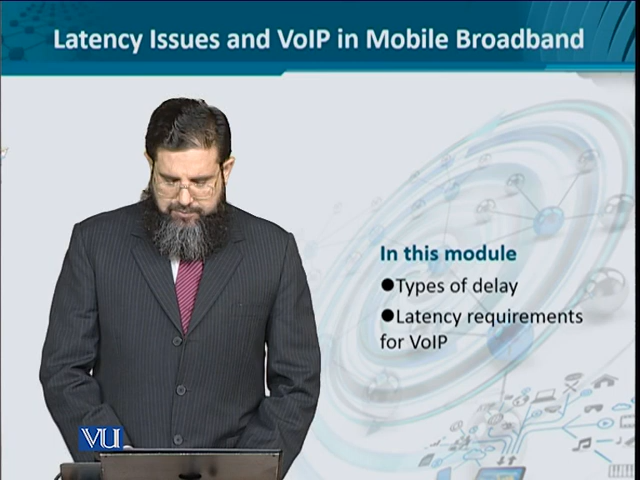 Latency Issues and VoIP in Mobile Broadband
In this module
●Types of delay
●Latency requirements
for VoIP
VU